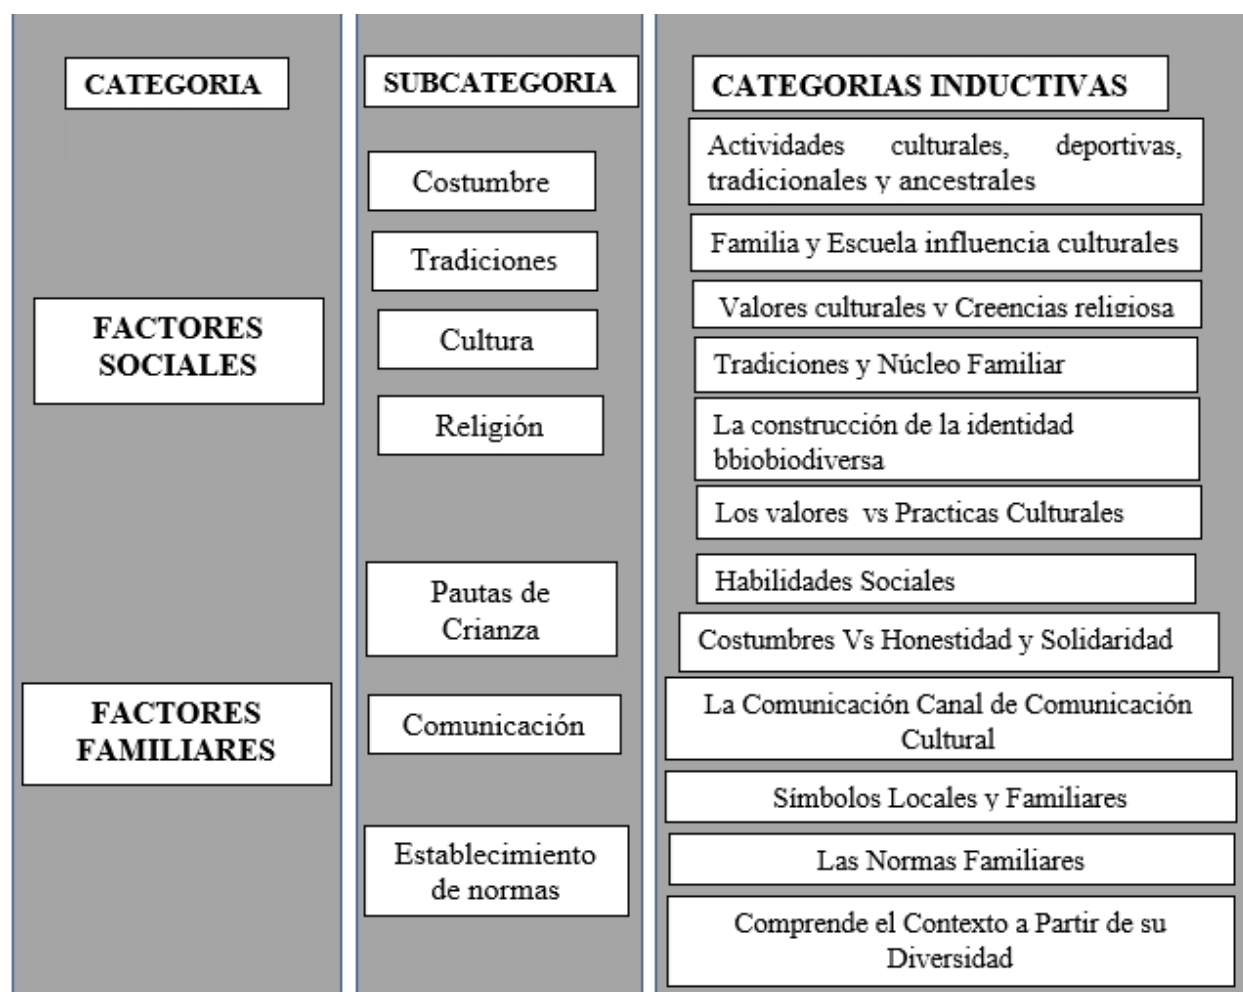 CATEGORIA
FACTORES
SOCIALES
FACTORES
FAMILIARES
SUBCATEGORIA
Costumbre
Tradiciones
Cultura
Religión
Pautas de
Crianza
Comunicación
Establecimiento
de normas
CATEGORIAS INDUCTIVAS
Actividades culturales, deportivas,
tradicionales y ancestrales
Familia y Escuela influencia culturales
Valores culturales y Creencias religiosa
Tradiciones y Núcleo Familiar
La construcción de la identidad
bbiobiodiversa
Los valores vs Practicas Culturales
Habilidades Sociales
Costumbres Vs Honestidad y Solidaridad
La Comunicación Canal de Comunicación
Cultural
Símbolos Locales y Familiares
Las Normas Familiares
Comprende el Contexto a Partir de su
Diversidad